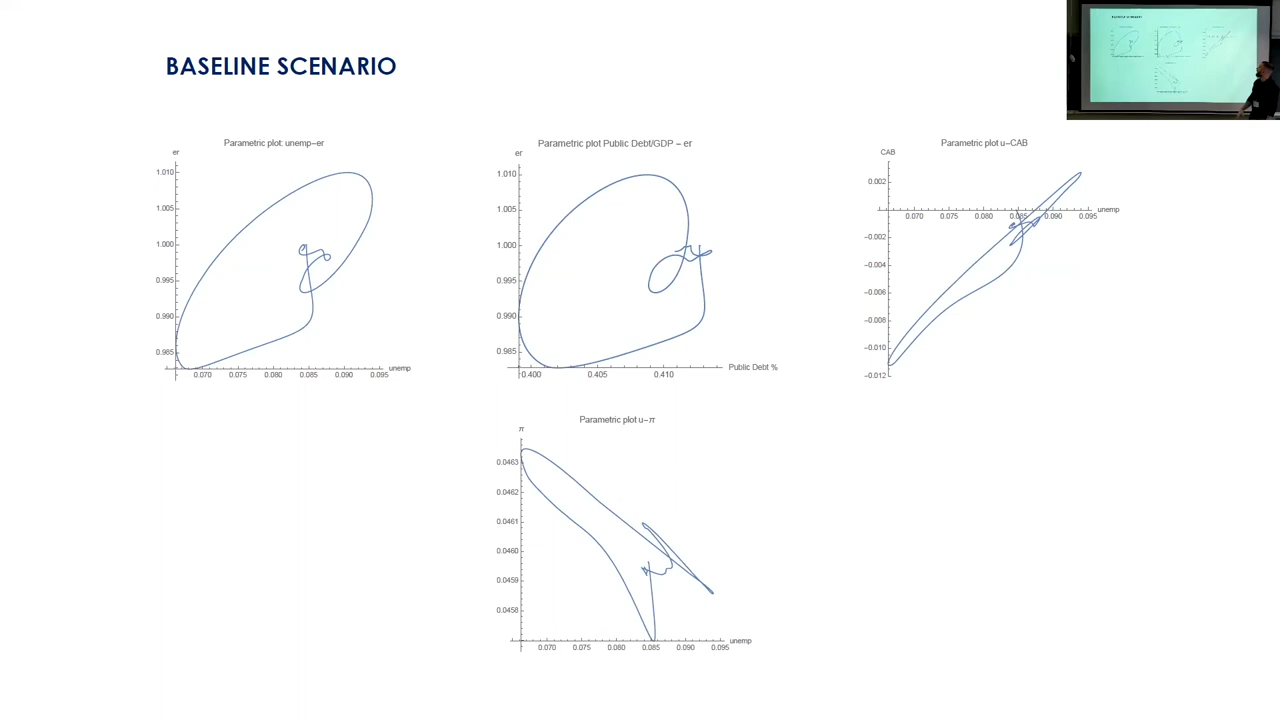 BASELINE SCENARIO
Parametric plot: unemp-er
er
1.010
1.005
1.000
0.995
0.990
0.985
0.070 0.075 0.080 0.085 0.090 0.095
unemp
Parametric plot Public Debt/GDP - er
er
1.010
1.005
1.000
0.995
0.990
0.985
0.400 0.405 0.410
Public Debt %
Parametric plot u-CAB
CAB
0.002
0.070 0.075 0.080 0.085 0.090 0.095
unemp
-0.002
-0.004
-0.006
-0.008
-0.010
-0.012
Parametric plot u-π
π
0.0463
0.0462
0.0461
0.0460
0.0459
0.0458
0.070 0.075 0.080 0.085 0.090 0.095
unemp
BASELINE SCENARIO